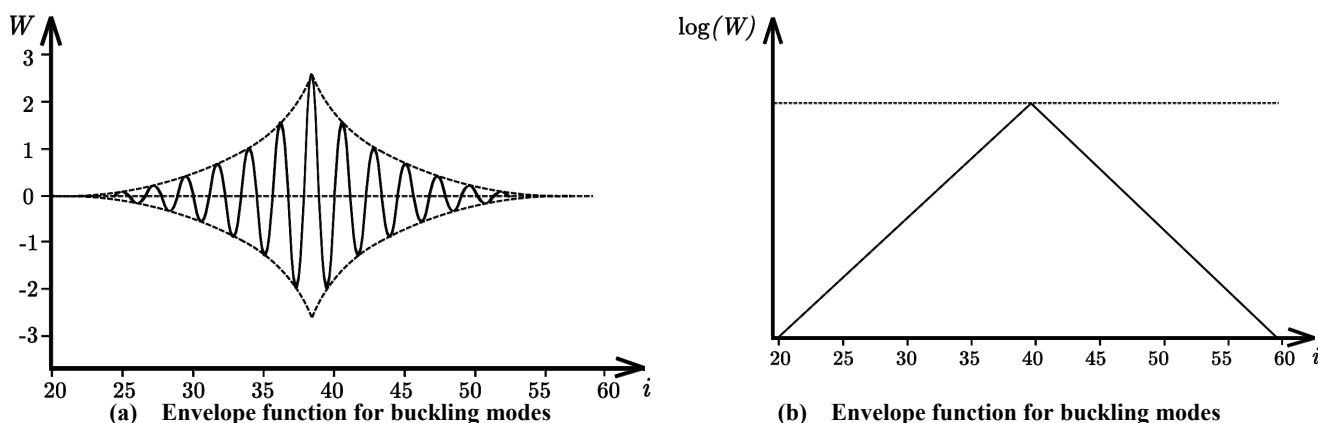 W
3
2
1
0
-1
-2
-3
20 25 30 35 40 45 50 55 60 i
(a) Envelope function for buckling modes
log(W)
20 25 30 35 40 45 50 55 60 i
(b) Envelope function for buckling modes